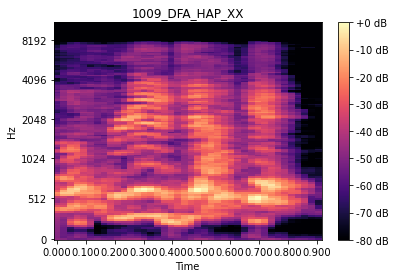 1009_DFA_HAP_XX
8192
4096
2048
1024
512
0
Hz
0.000 0.100 0.200 0.300 0.400 0.500 0.600 0.700 0.800 0.900
Time
+0 dB
-10 dB
-20 dB
-30 dB
-40 dB
-50 dB
-60 dB
-70 dB
-80 dB